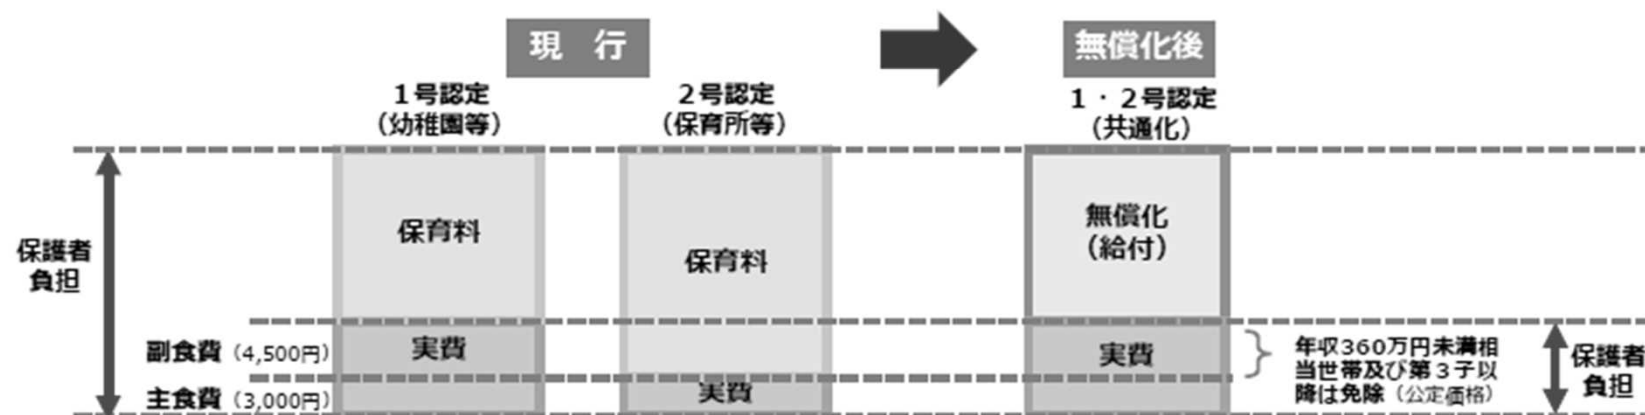 現 行
無償化後
1号認定
(幼稚園等)
2号認定
(保育所等)
1・2号認定
(共通化)
保護者
負担
保育料
保育料
無償化
(給付)
副食費(4,500円)
実費
実費
年収360万円未満相
当世帯及び第3子以
降は免除(公定価格)
保護者
負担
主食費(3,000円)
実費